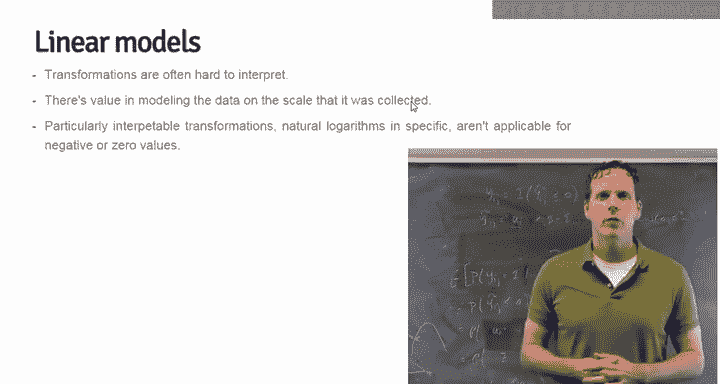 Linear models
- Transformations are often hard to interpret.
- There's value in modeling the data on the scale that it was collected.
- Particularly interpetable transformations, natural logarithms in specific, aren't applicable for
negative or zero values.